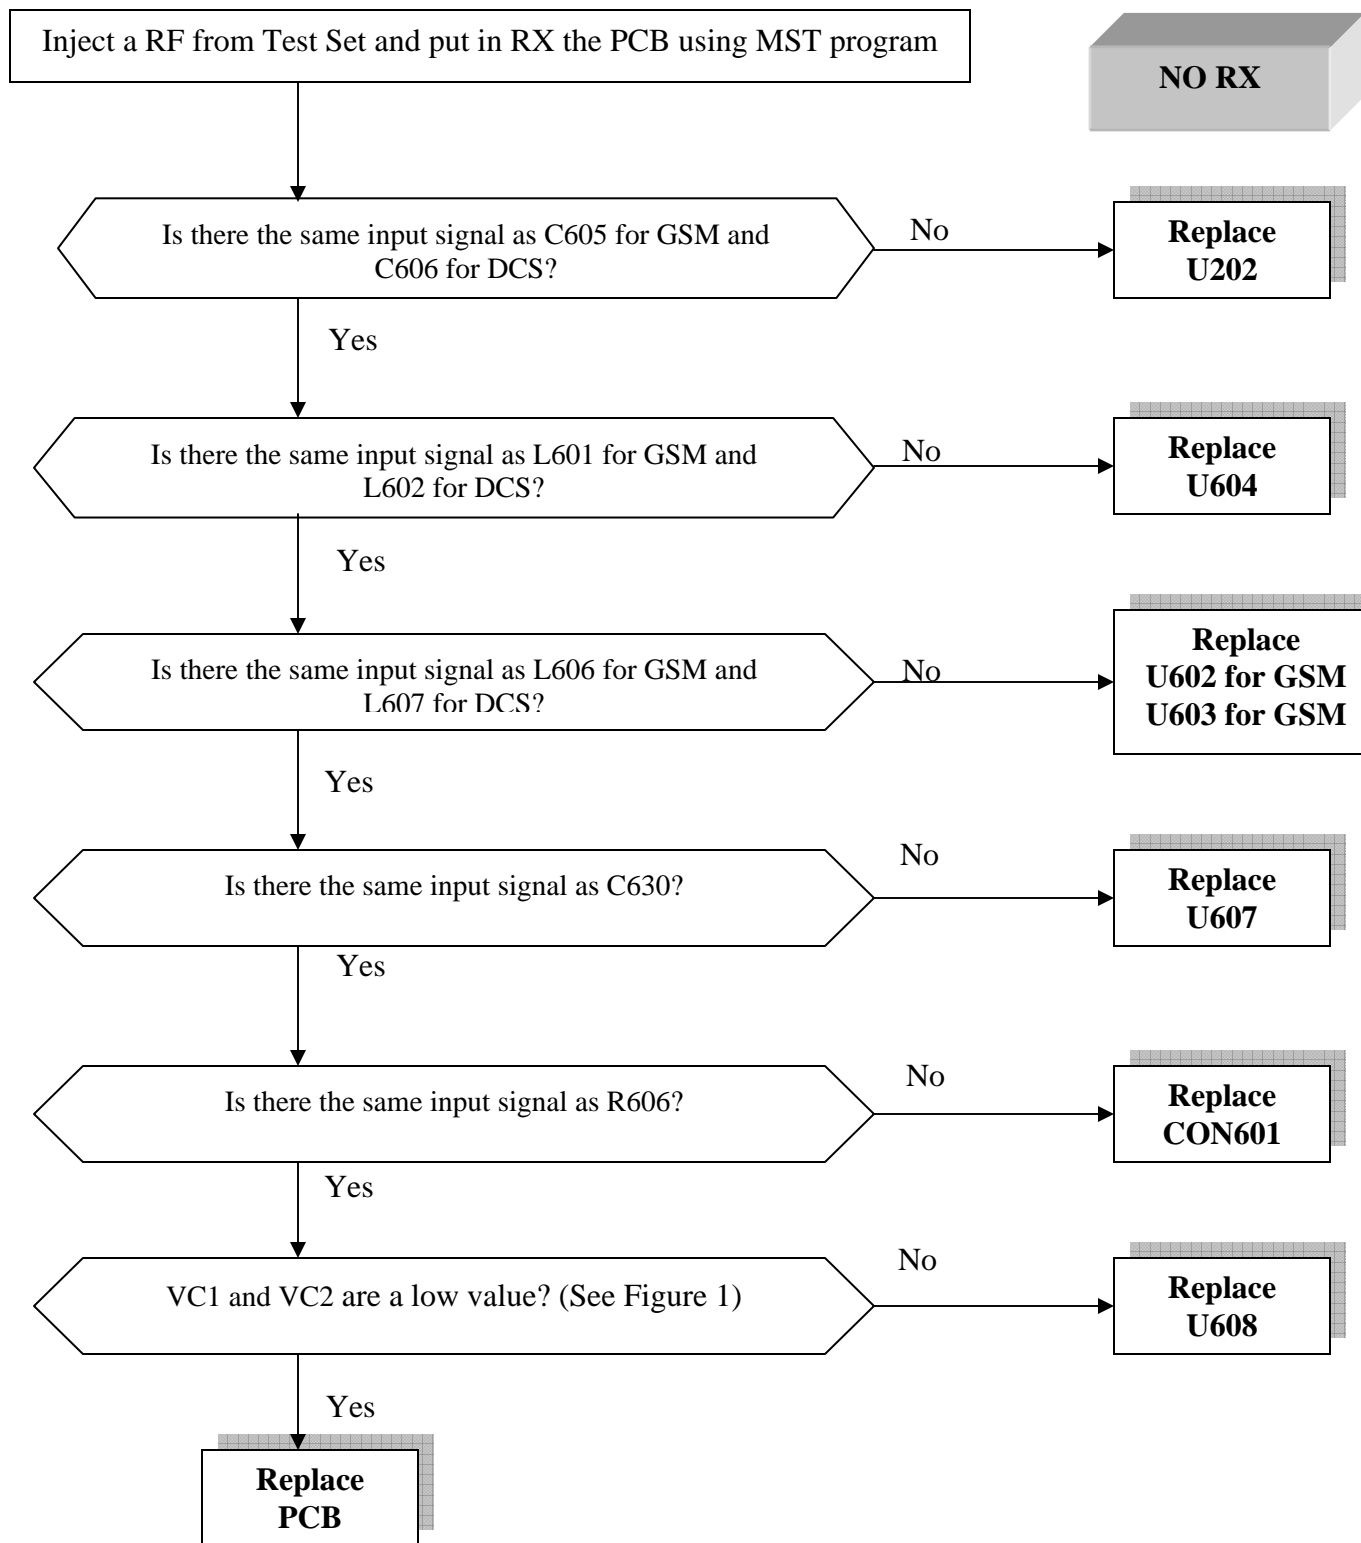 Inject a RF from Test Set and put in RX the PCB using MST program
NO RX
Is there the same input signal as C605 for GSM and
C606 for DCS?
No
Replace
U202
Yes
Is there the same input signal as L601 for GSM and
L602 for DCS?
No
Replace
U604
Yes
Is there the same input signal as L606 for GSM and
L607 for DCS?
No
Replace
U602 for GSM
U603 for GSM
Yes
Is there the same input signal as C630?
No
Replace
U607
Yes
Is there the same input signal as R606?
No
Replace
CON601
Yes
VC1 and VC2 are a low value? (See Figure 1)
No
Replace
U608
Yes
Replace
PCB